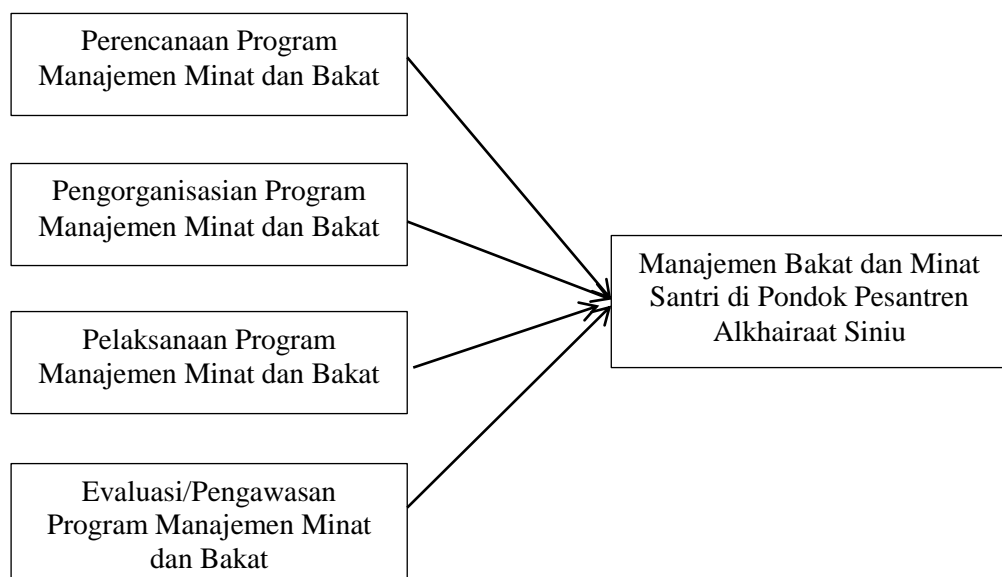 Perencanaan Program
Manajemen Minat dan Bakat
Pengorganisasian Program
Manajemen Minat dan Bakat
Pelaksanaan Program
Manajemen Minat dan Bakat
Evaluasi/Pengawasan
Program Manajemen Minat
dan Bakat
Manajemen Bakat dan Minat
Santri di Pondok Pesantren
Alkhairaat Siniu